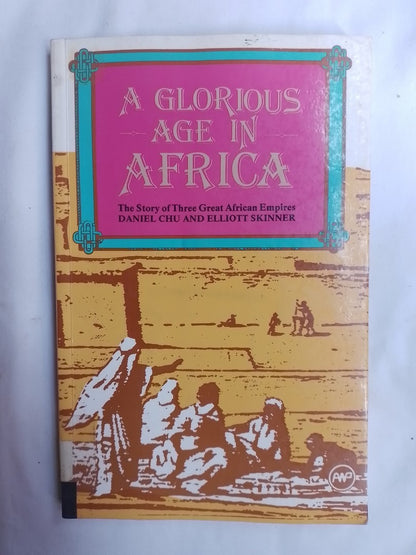 A GLORIOUS
AGE IN
AFRICA
The Story of Three Great African Empires
DANIEL CHU AND ELLIOTT SKINNER
AWP